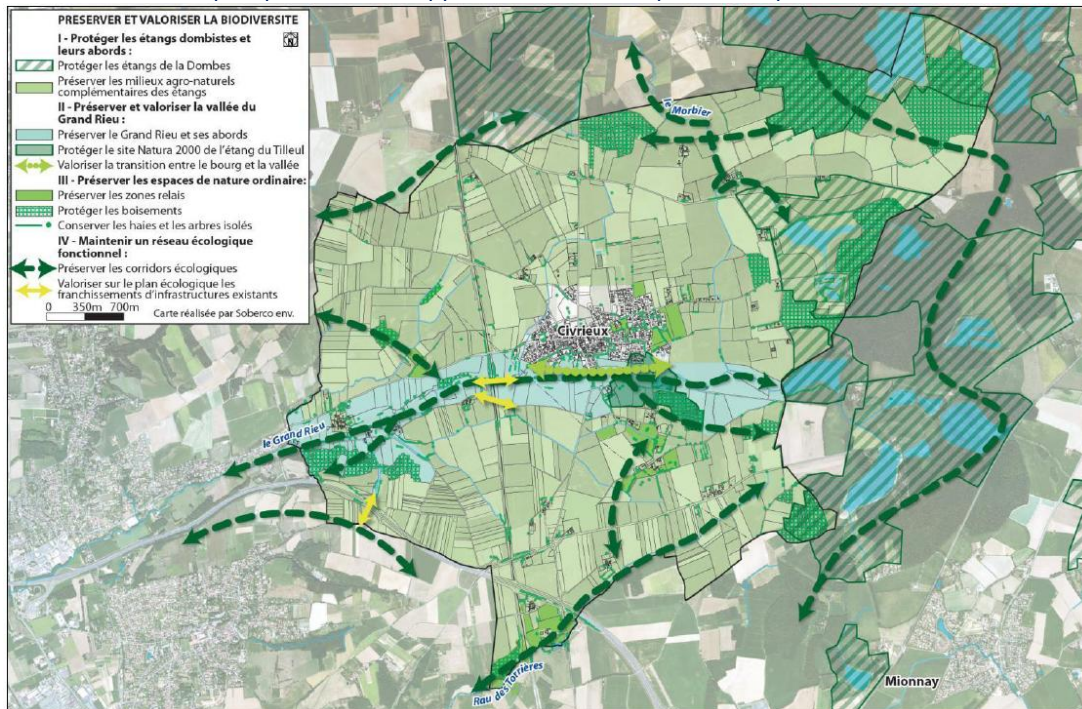 PRESERVER ET VALORISER LA BIODIVERSITE
I - Protéger les étangs dombistes et
leurs abords :
N
Protéger les étangs de la Dombes
Préserver les milieux agro-naturels
complémentaires des étangs
II - Préserver et valoriser la vallée du
Grand Rieu :
Préserver le Grand Rieu et ses abords
Protéger le site Natura 2000 de l'étang du Tilleul
Valoriser la transition entre le bourg et la vallée
III - Préserver les espaces de nature ordinaire:
Préserver les zones relais
Protéger les boisements
Conserver les haies et les arbres isolés
IV - Maintenir un réseau écologique
fonctionnel :
Préserver les corridors écologiques
Valoriser sur le plan écologique les
franchissements d'infrastructures existants
0 350m 700m
Carte réalisée par Soberco env.
Morbier
Civrieux
le Grand Rieu
Rau des Torrières
Mionnay